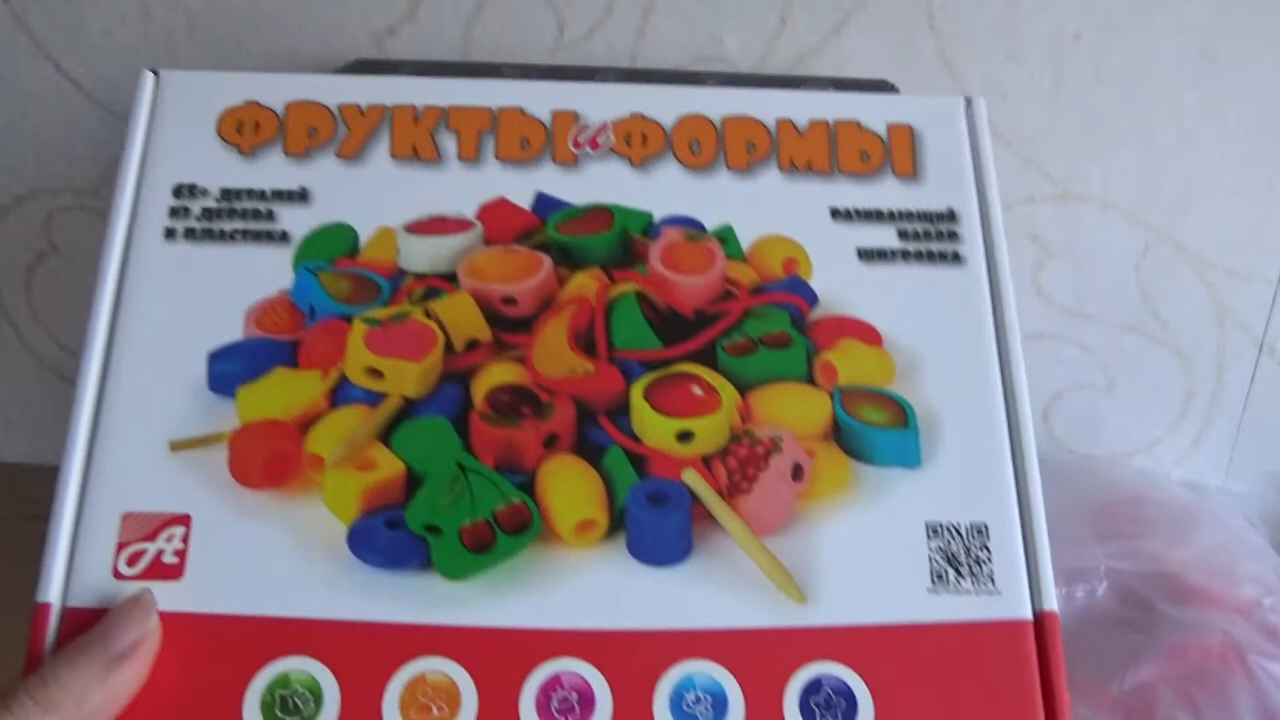 ФРУКТЫ и ФОРМЫ
65+ ДЕТАЛЕЙ
ИЗ ДЕРЕВА
И ПЛАСТИКА
РАЗВИВАЮЩИЙ
НАБОР
ШНУРОВКА
А